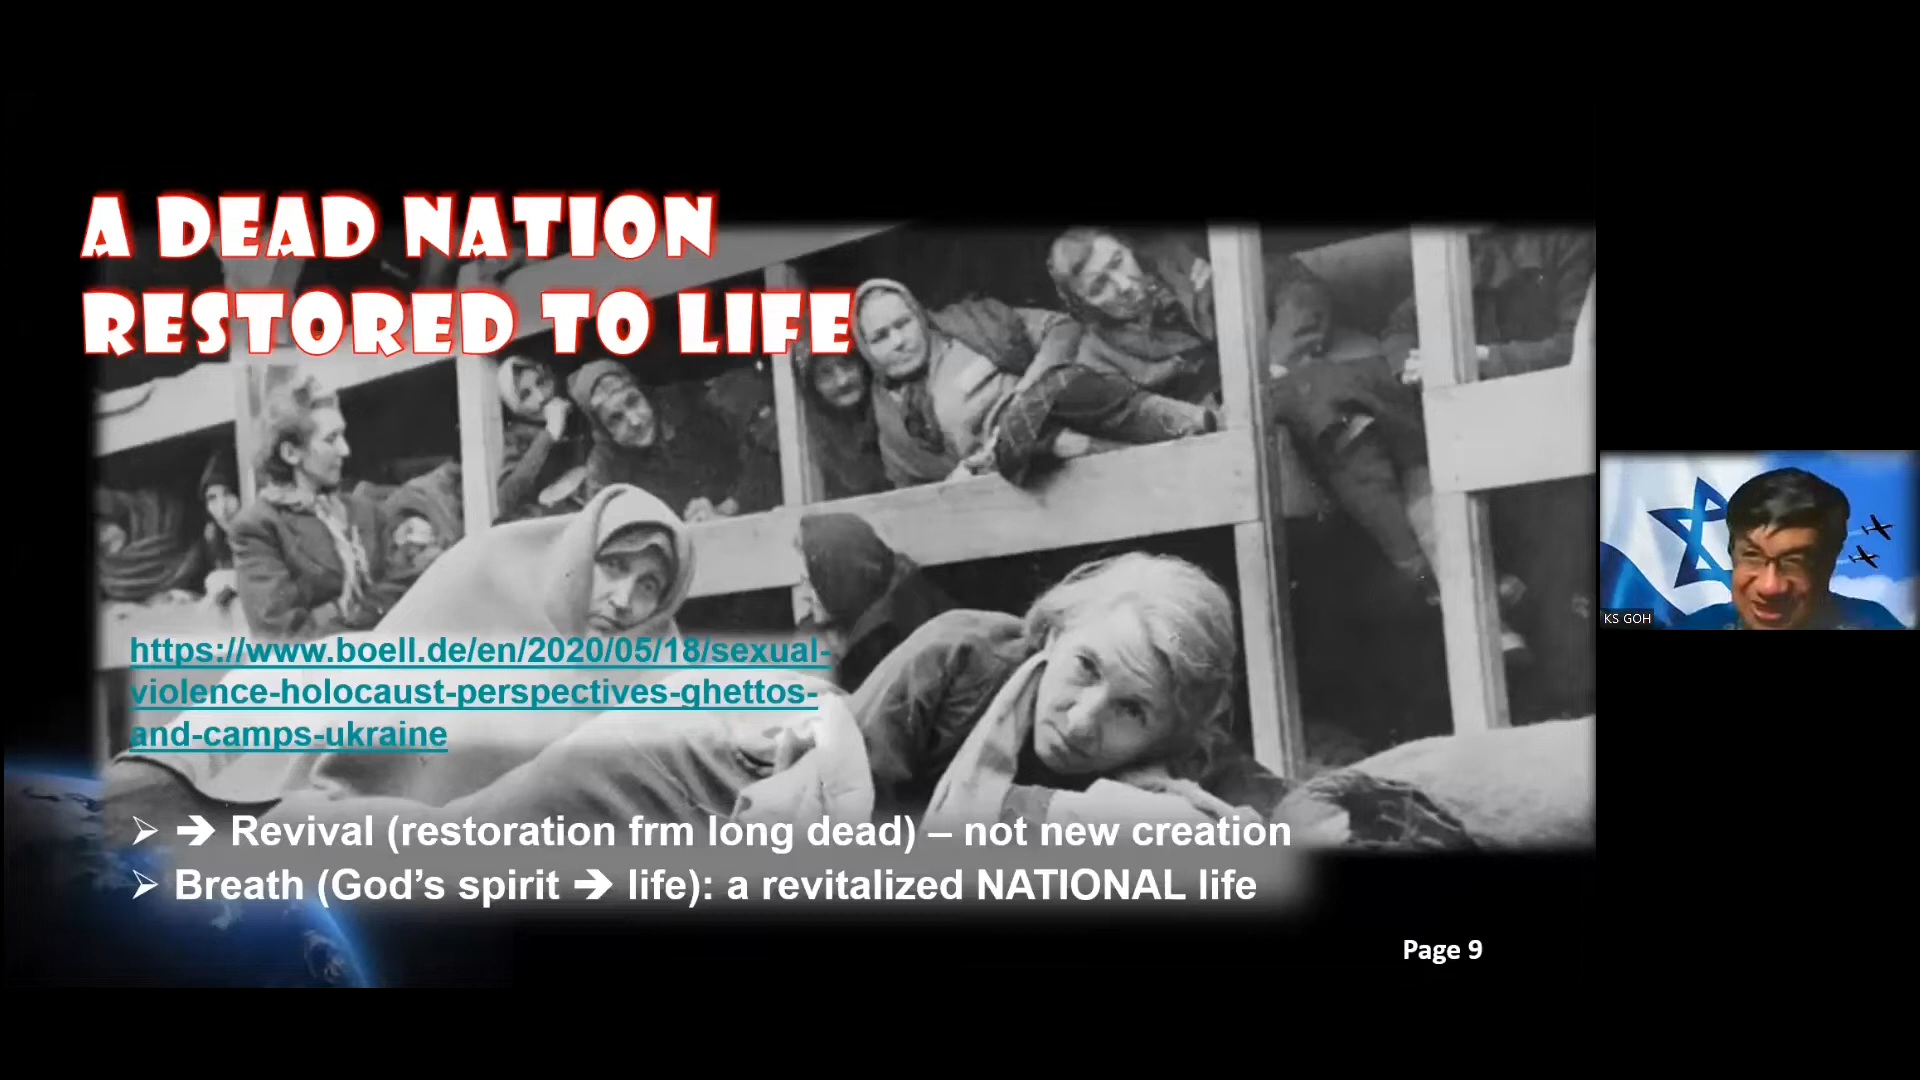 A DEAD NATION
RESTORED TO LIFE
https://www.boell.de/en/2020/05/18/sexual-
violence-holocaust-perspectives-ghettos-
and-camps-ukraine
➢ ➔ Revival (restoration frm long dead) – not new creation
➢ Breath (God’s spirit ➔ life): a revitalized NATIONAL life
Page 9
KS GOH